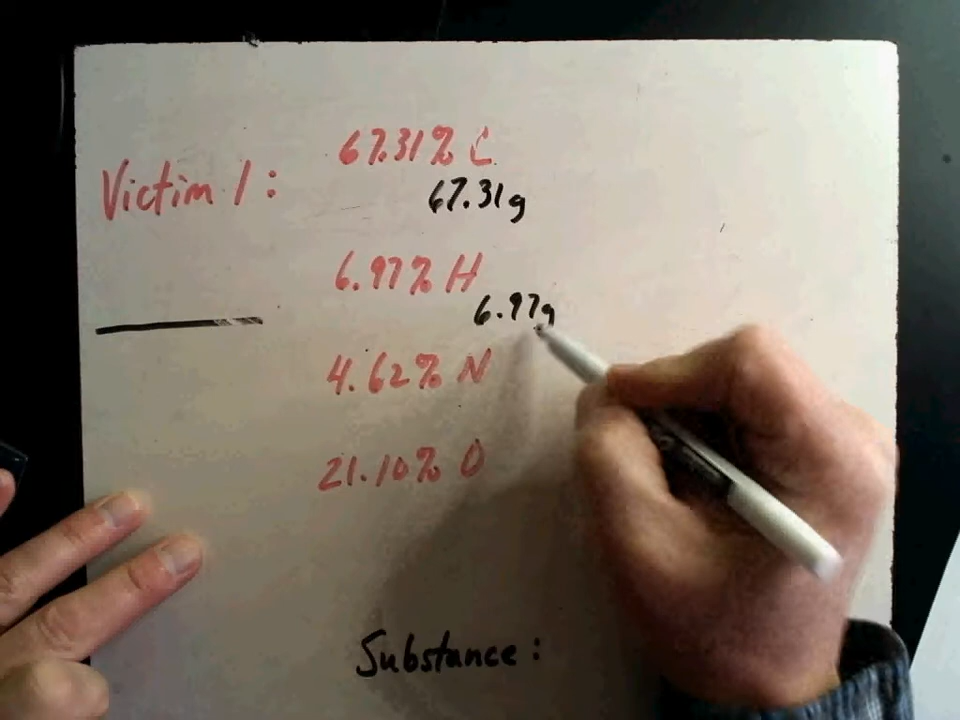 67.31% C
Victim 1:
67.31g
6.97% H
6.97g
4.62% N
21.10% O
Substance: